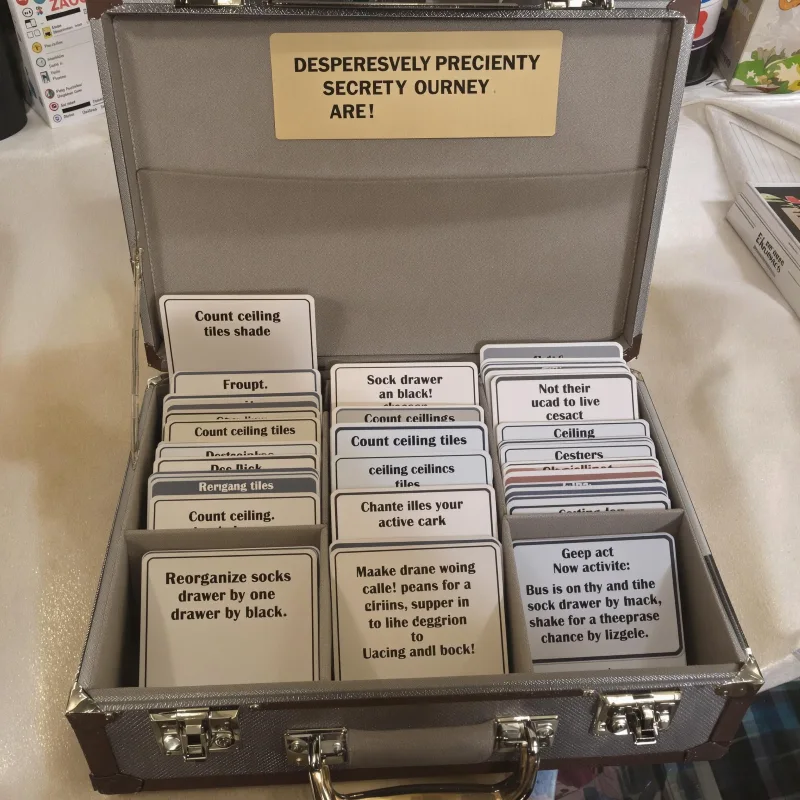 ZAUG
DESPERESVELY PRECIENTY
SECRETY OURNEY
ARE!
Count ceiling
tiles shade
Froupt.
Count ceiling tiles
Rerigang tiles
Count ceiling.
Reorganize socks
drawer by one
drawer by black.
Sock drawer
an black!
Count ceillings
Count ceiling tiles
ceiling ceilincs
tiles
Chante illes your
active cark
Maake drane woing
calle! peans for a
ciriins, supper in
to lihe deggrion
to
Uacing andl bock!
Not their
ucad to live
cesact
Ceiling
Cesthers
Geep act
Now activite:
Bus is on thy and tihe
sock drawer by mack,
shake for a theeprase
chance by lizgele.